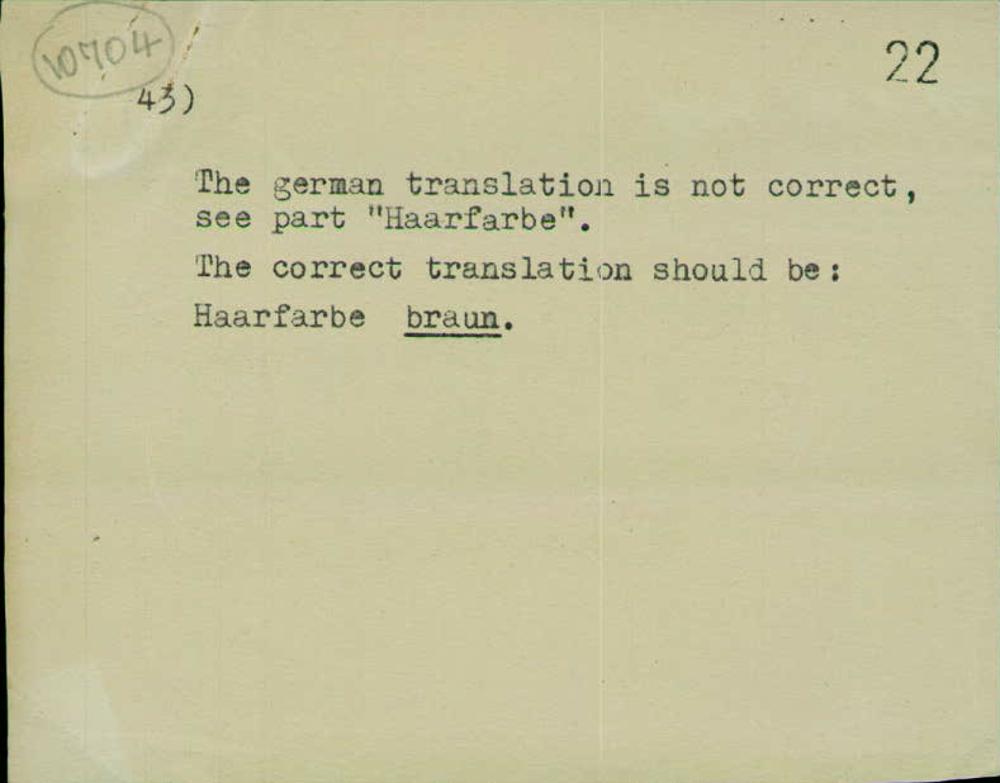 10704
22
43)
The german translation is not correct,
see part "Haarfarbe".
The correct translation should be:
Haarfarbe braun.